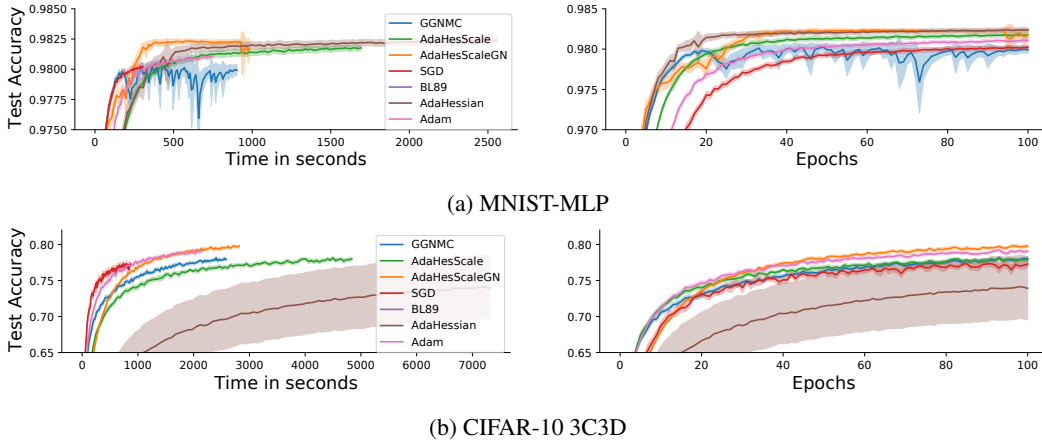 0.9850
0.9825
0.9800
0.9775
0.9750
Test Accuracy
0
500
1000
1500
2000
2500
Time in seconds
GGNMC
AdaHesScale
AdaHesScaleGN
SGD
BL89
AdaHessian
Adam
0.985
0.980
0.975
0.970
0
20
40
60
80
100
Epochs
(a) MNIST-MLP
0.80
0.75
0.70
0.65
Test Accuracy
0
1000
2000
3000
4000
5000
6000
7000
Time in seconds
GGNMC
AdaHesScale
AdaHesScaleGN
SGD
BL89
AdaHessian
Adam
0.80
0.75
0.70
0.65
0
20
40
60
80
100
Epochs
(b) CIFAR-10 3C3D